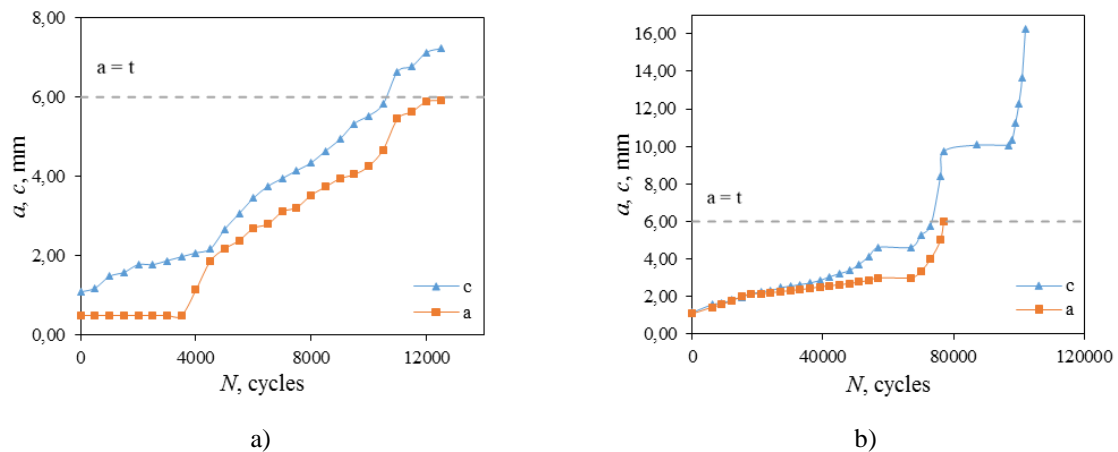 8,00
6,00
4,00
2,00
0,00
a, c, mm
a = t
c
a
0
4000
8000
12000
N, cycles
a)
16,00
14,00
12,00
10,00
8,00
6,00
4,00
2,00
0,00
a, c, mm
a = t
c
a
0
40000
80000
120000
N, cycles
b)